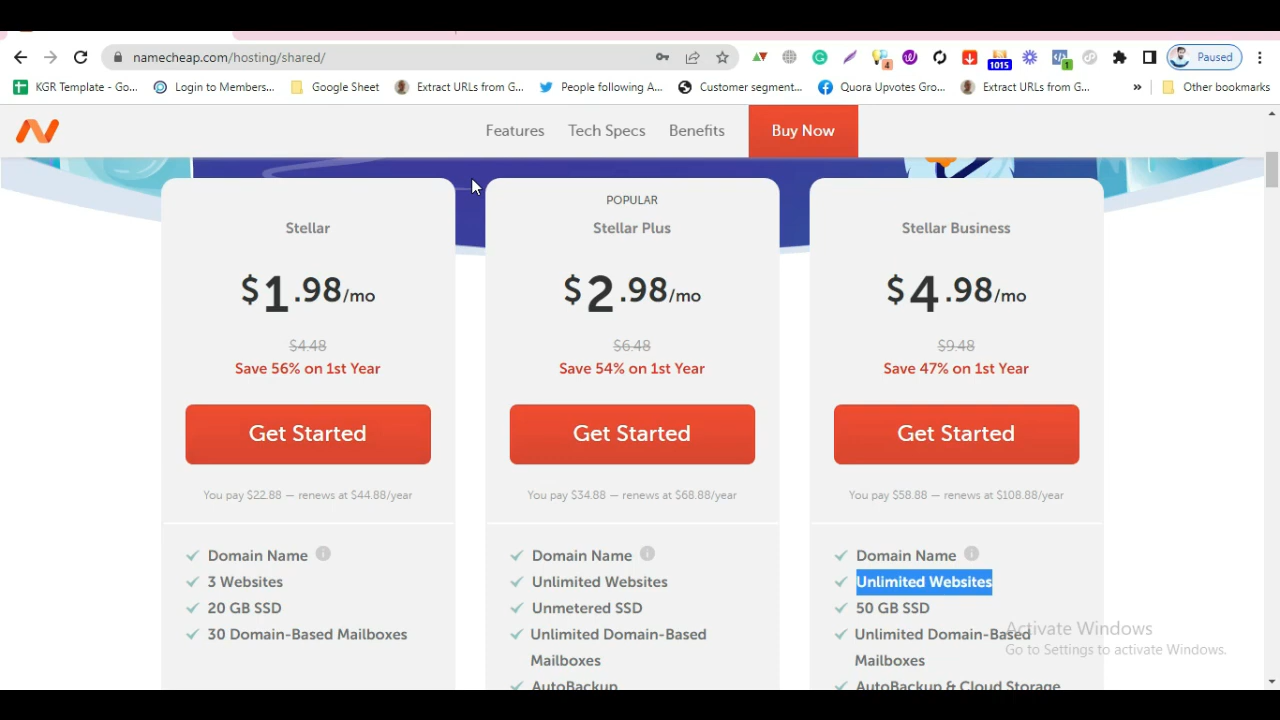 namecheap.com/hosting/shared/
4
1015
1
Paused
KGR Template - Go...
Login to Members...
Google Sheet
Extract URLs from G...
People following A...
Customer segment...
Quora Upvotes Gro...
Extract URLs from G...
»
Other bookmarks
Features
Tech Specs
Benefits
Buy Now
Stellar
$1.98/mo
$4.48
Save 56% on 1st Year
Get Started
You pay $22.88 — renews at $44.88/year
Domain Name
3 Websites
20 GB SSD
30 Domain-Based Mailboxes
POPULAR
Stellar Plus
$2.98/mo
$6.48
Save 54% on 1st Year
Get Started
You pay $34.88 — renews at $68.88/year
Domain Name
Unlimited Websites
Unmetered SSD
Unlimited Domain-Based
Mailboxes
AutoBackup
Stellar Business
$4.98/mo
$9.48
Save 47% on 1st Year
Get Started
You pay $58.88 — renews at $108.88/year
Domain Name
Unlimited Websites
50 GB SSD
Unlimited Domain-Based
Mailboxes
AutoBackup & Cloud Storage
Activate Windows
Go to Settings to activate Windows.